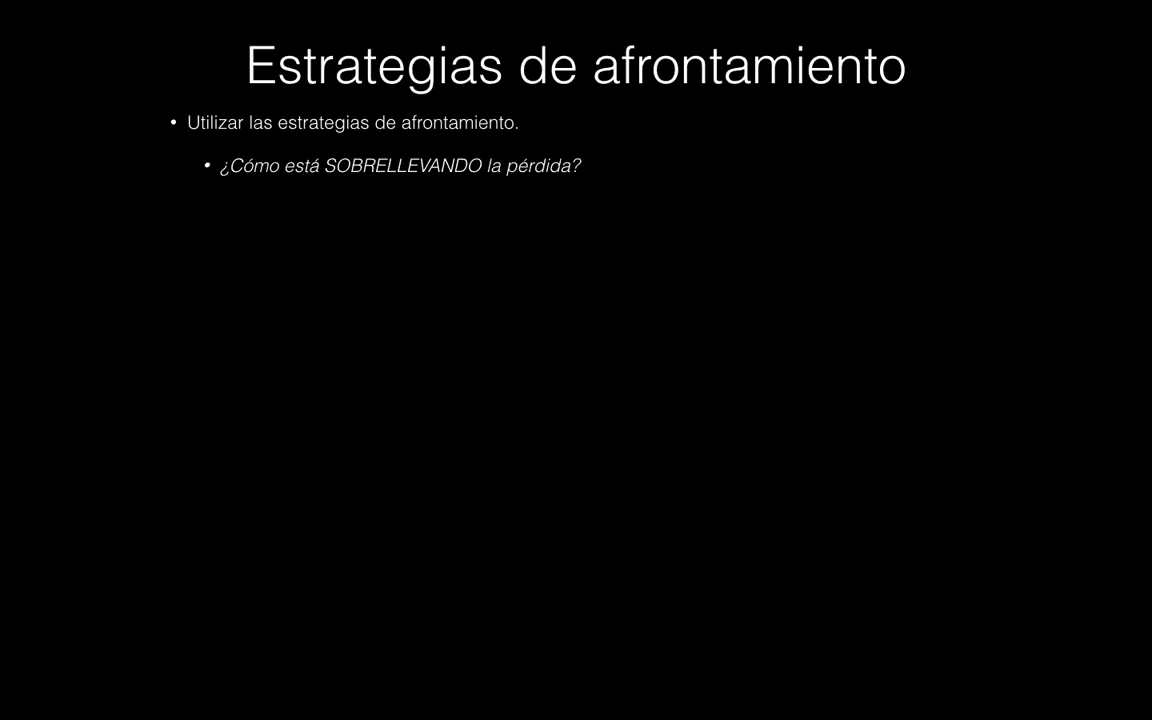 Estrategias de afrontamiento
• Utilizar las estrategias de afrontamiento.
• ¿Cómo está SOBRELLEVANDO la pérdida?